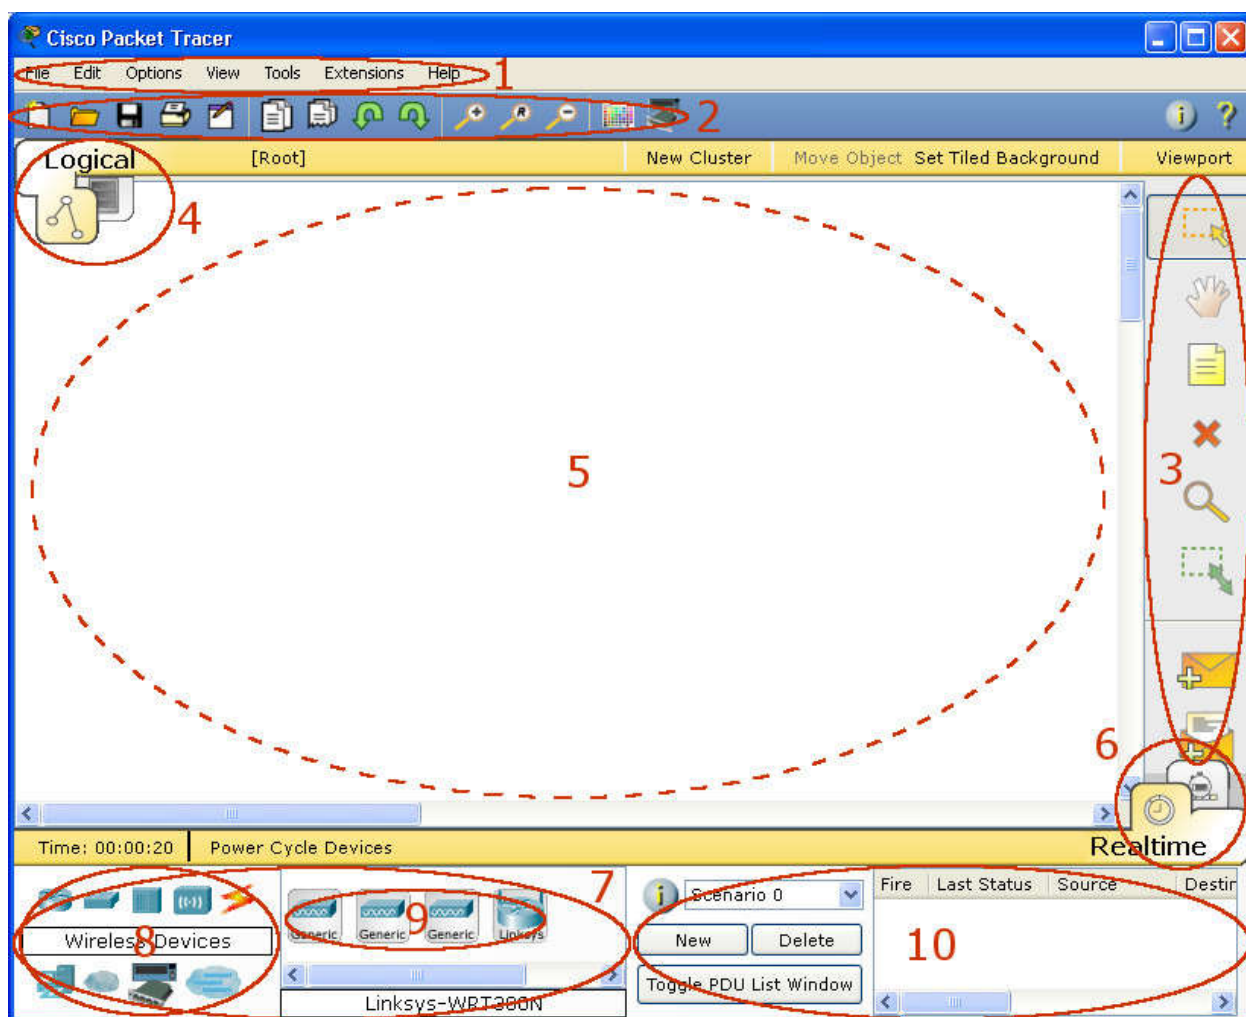 Cisco Packet Tracer
File Edit Options View Tools Extensions Help 1
2
i ?
Logical [Root] New Cluster Move Object Set Tiled Background Viewport
4
R
5
3
6
Time: 00:00:20 Power Cycle Devices Realtime
7
Wireless Devices
8
Generic Generic Generic Linksys
9
Linksys-WRT300N
i Scenario 0
New Delete
Toggle PDU List Window
Fire Last Status Source Destin
10